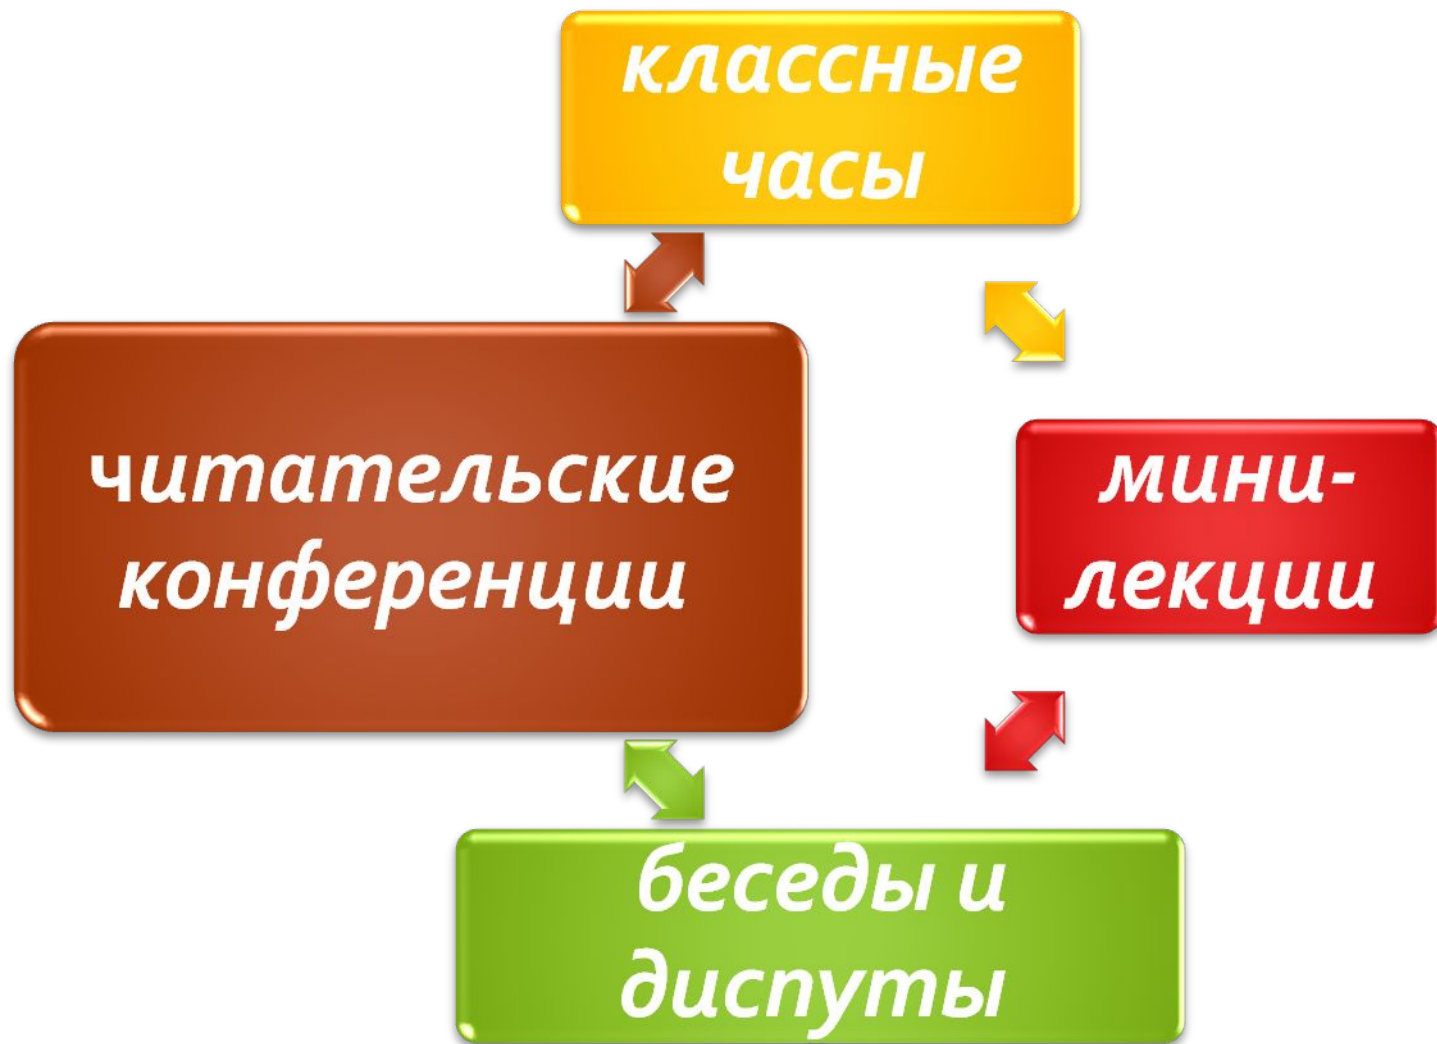 классные
часы
читательские
конференции
мини-
лекции
беседы и
диспуты